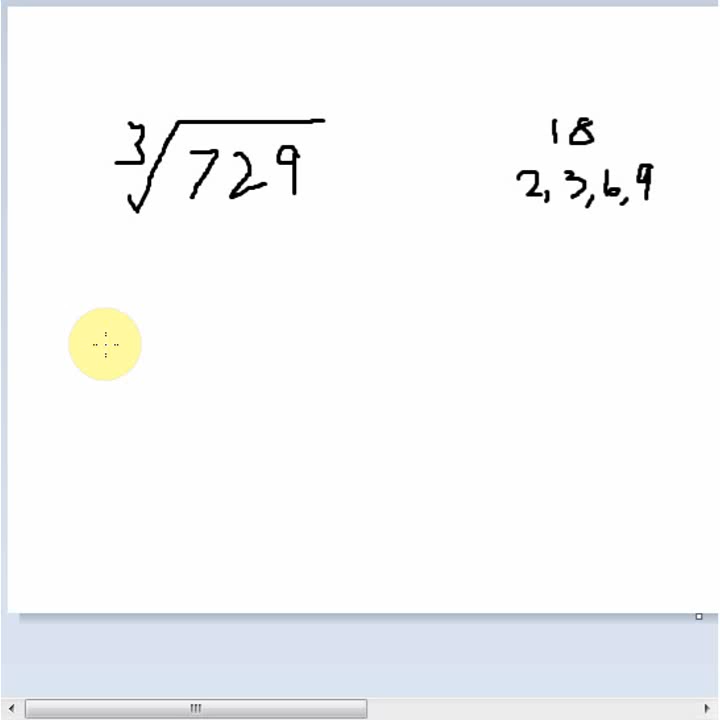 ∛729
18
2, 3, 6, 9